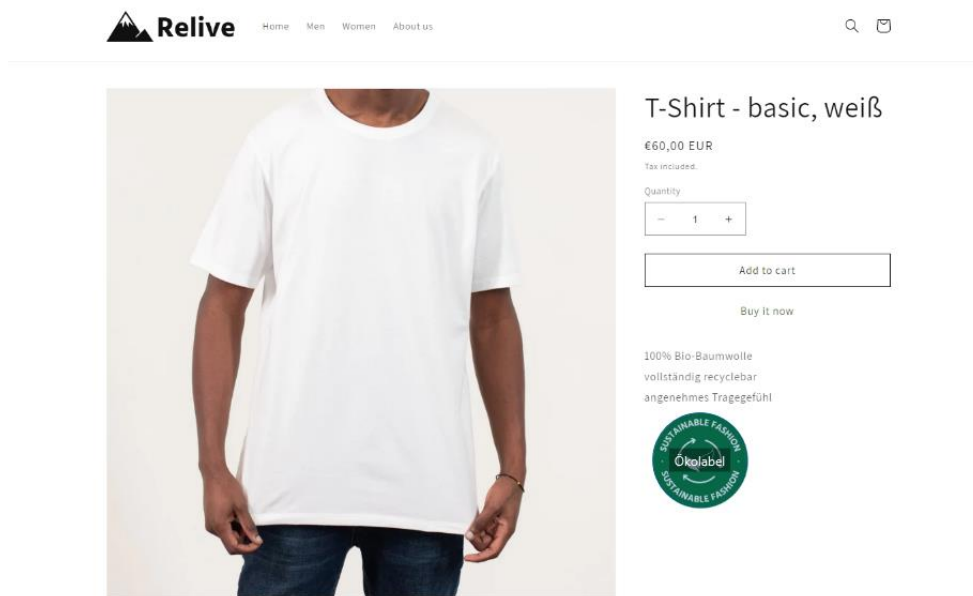 Relive
Home Men Women About us
T-Shirt - basic, weiß
€60,00 EUR
Tax included.
Quantity
− 1 +
Add to cart
Buy it now
100% Bio-Baumwolle
vollständig recyclebar
angenehmes Tragegefühl
SUSTAINABLE FASHION
Ökolabel
SUSTAINABLE FASHION